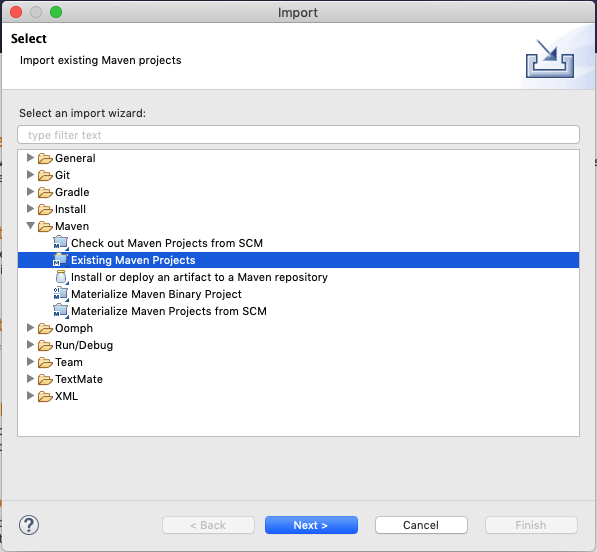 Import
Select
Import existing Maven projects
Select an import wizard:
type filter text
General
Git
Gradle
Install
Maven
Check out Maven Projects from SCM
Existing Maven Projects
Install or deploy an artifact to a Maven repository
Materialize Maven Binary Project
Materialize Maven Projects from SCM
Oomph
Run/Debug
Team
TextMate
XML
?
< Back
Next >
Cancel
Finish